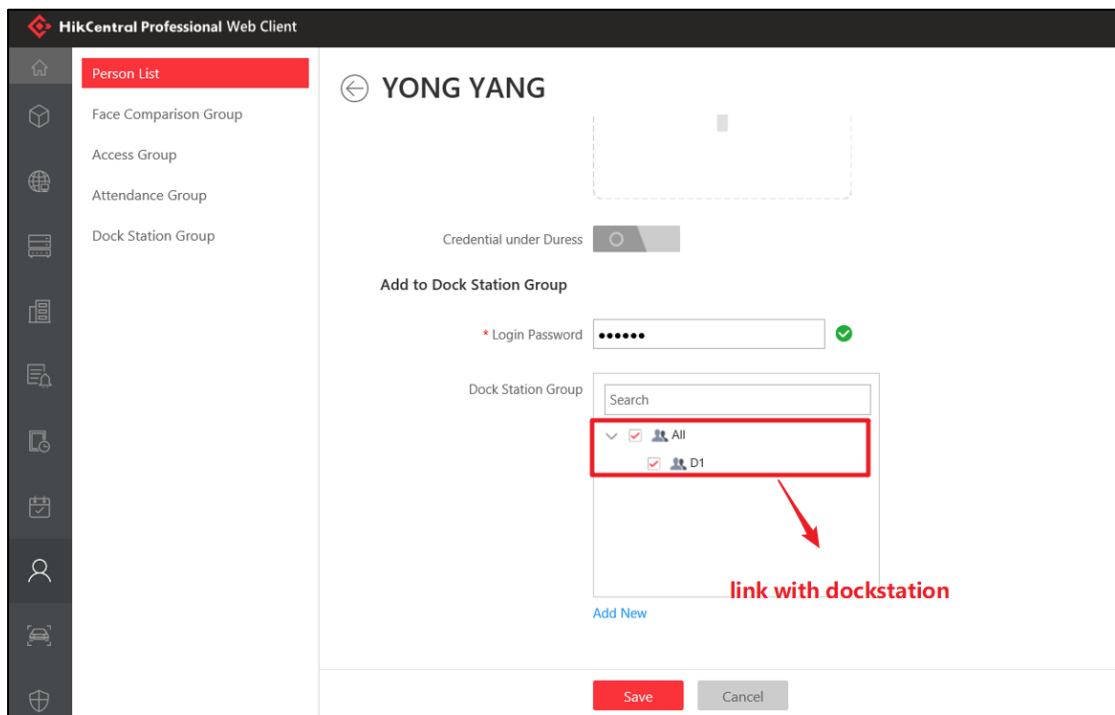 HikCentral Professional Web Client
Person List
Face Comparison Group
Access Group
Attendance Group
Dock Station Group
YONG YANG
Credential under Duress
Add to Dock Station Group
* Login Password ••••••
Dock Station Group
Search
All
D1
link with dockstation
Add New
Save
Cancel